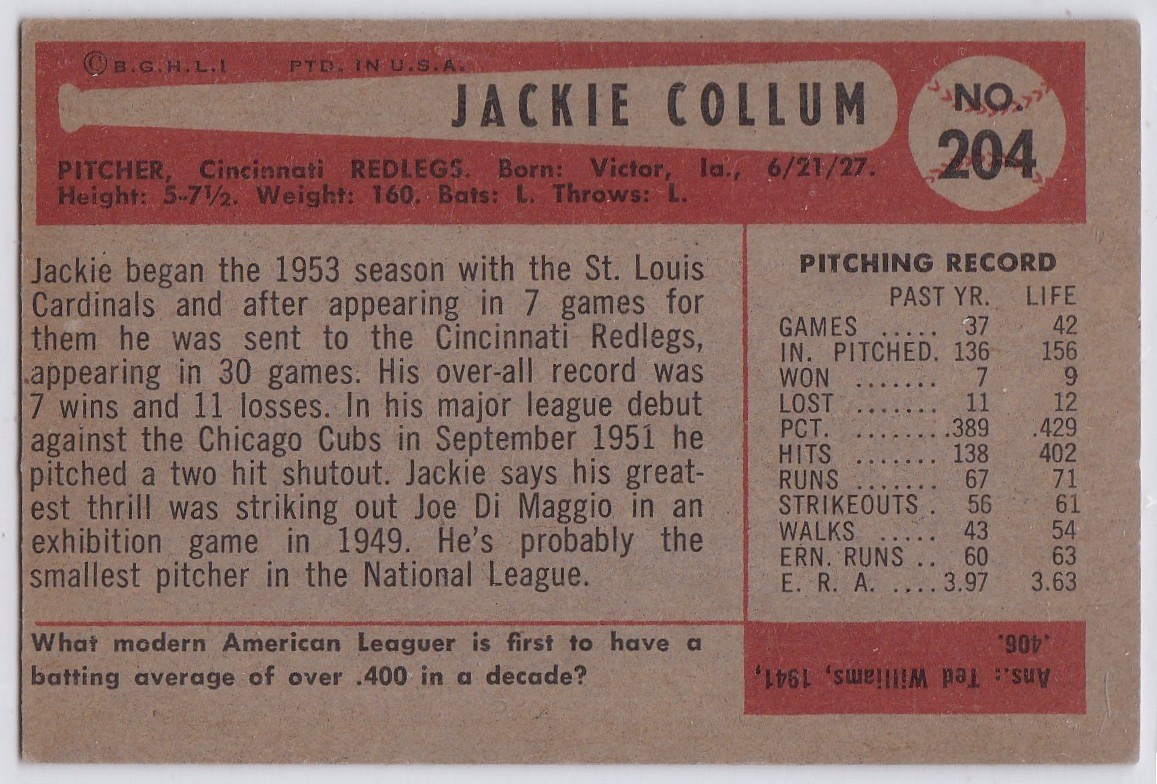 © B.G.H.L.I PTD. IN U.S.A.
JACKIE COLLUM
NO.
204
PITCHER, Cincinnati REDLEGS. Born: Victor, Ia., 6/21/27.
Height: 5-7½. Weight: 160. Bats: L. Throws: L.
Jackie began the 1953 season with the St. Louis
Cardinals and after appearing in 7 games for
them he was sent to the Cincinnati Redlegs,
appearing in 30 games. His over-all record was
7 wins and 11 losses. In his major league debut
against the Chicago Cubs in September 1951 he
pitched a two hit shutout. Jackie says his great-
est thrill was striking out Joe Di Maggio in an
exhibition game in 1949. He's probably the
smallest pitcher in the National League.
PITCHING RECORD
PAST YR. LIFE
GAMES ..... 37 42
IN. PITCHED. 136 156
WON ....... 7 9
LOST ....... 11 12
PCT. ........389 .429
HITS ....... 138 402
RUNS ....... 67 71
STRIKEOUTS . 56 61
WALKS ..... 43 54
ERN. RUNS .. 60 63
E. R. A. ....3.97 3.63
What modern American Leaguer is first to have a
batting average of over .400 in a decade?
Ans.: Ted Williams, 1941,
.406.